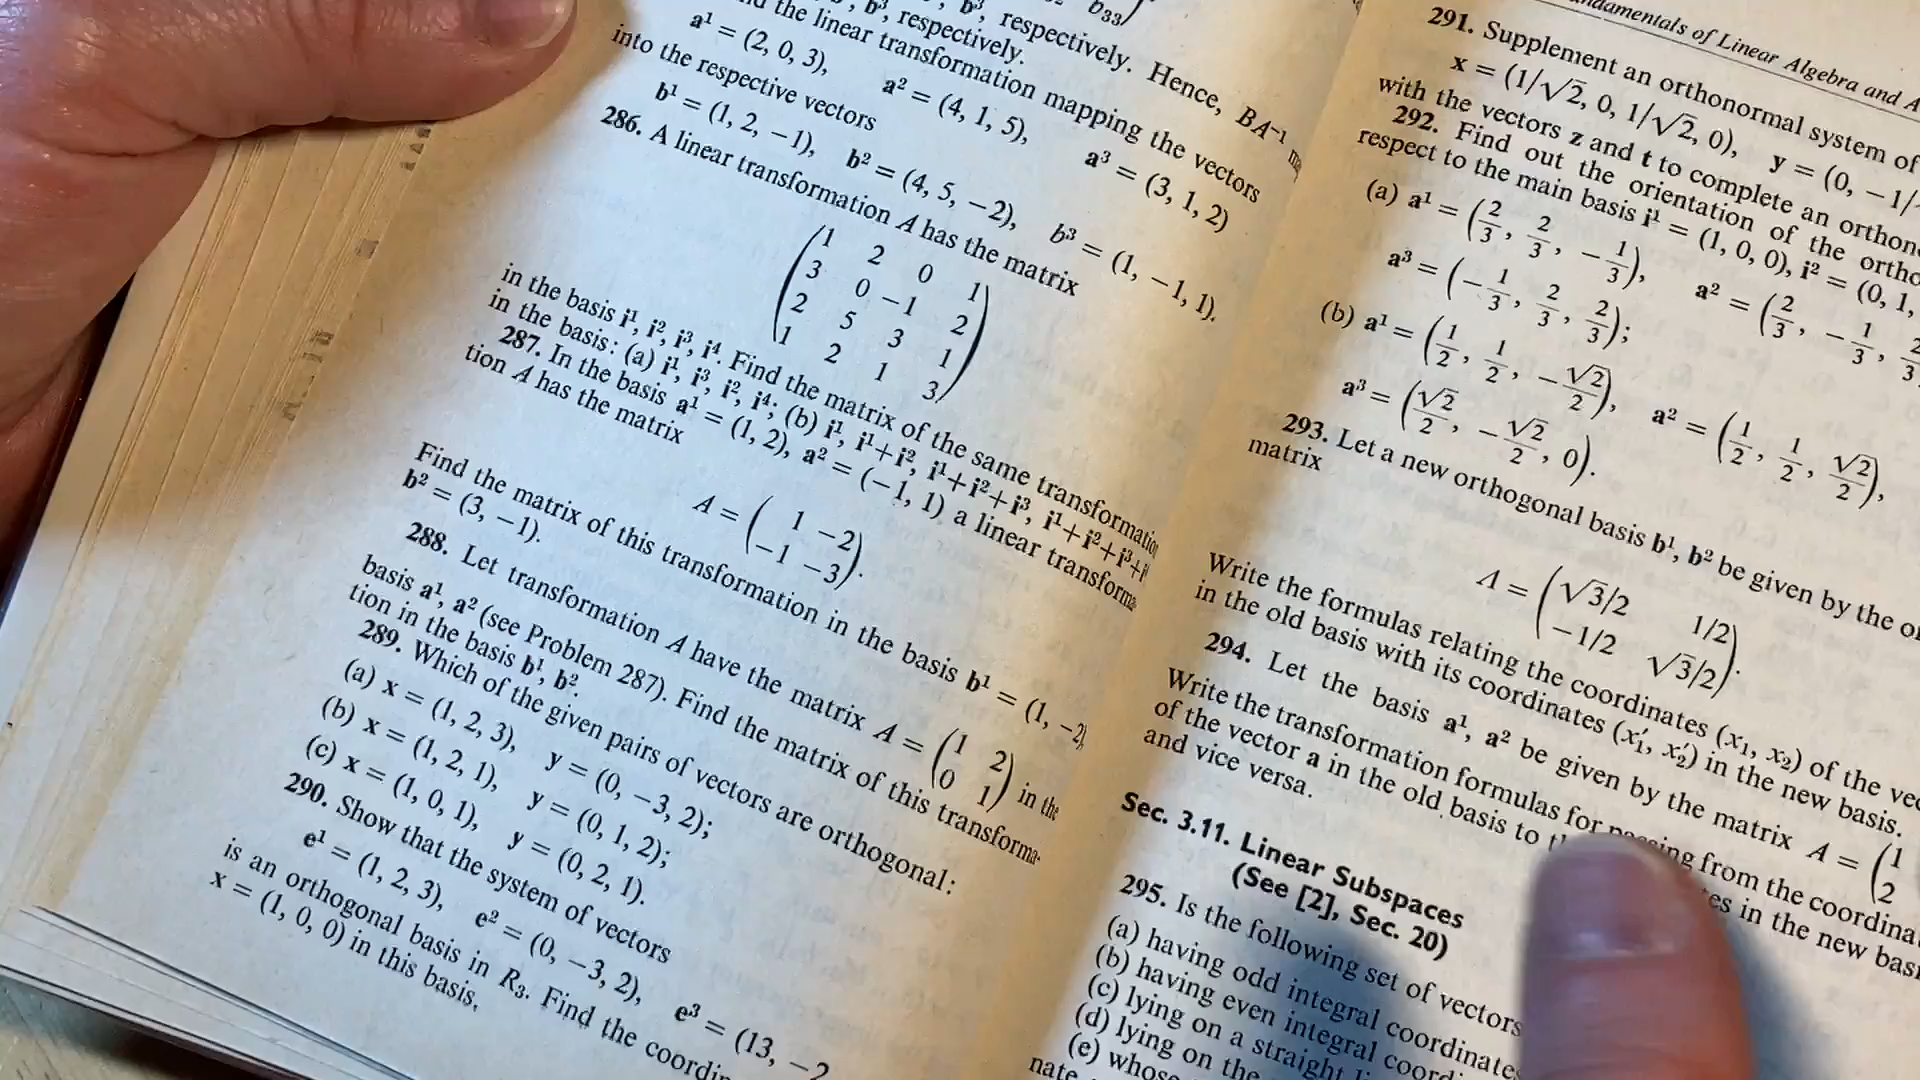 b³, respectively. Hence, BA⁻¹
b³, respectively.
the linear transformation mapping the vectors
a¹ = (2, 0, 3), a² = (4, 1, 5), a³ = (3, 1, 2)
into the respective vectors
b¹ = (1, 2, −1), b² = (4, 5, −2), b³ = (1, −1, 1).
286. A linear transformation A has the matrix
1 2 0 1
3 0 −1 2
2 5 3 1
1 2 1 3
in the basis i¹, i², i³, i⁴. Find the matrix of the same transformation
in the basis: (a) i¹, i³, i², i⁴; (b) i¹, i¹+i², i¹+i²+i³, i¹+i²+i³+i
287. In the basis a¹ = (1, 2), a² = (−1, 1) a linear transforma-
tion A has the matrix
A = ( 1 −2
−1 −3).
Find the matrix of this transformation in the basis b¹ = (1, −2),
b² = (3, −1).
288. Let transformation A have the matrix A = (1 2
0 1) in the
basis a¹, a² (see Problem 287). Find the matrix of this transforma-
tion in the basis b¹, b².
289. Which of the given pairs of vectors are orthogonal:
(a) x = (1, 2, 3), y = (0, −3, 2);
(b) x = (1, 2, 1), y = (0, 1, 2);
(c) x = (1, 0, 1), y = (0, 2, 1).
290. Show that the system of vectors
e¹ = (1, 2, 3), e² = (0, −3, 2), e³ = (13, −2
is an orthogonal basis in R₃. Find the
x = (1, 0, 0) in this basis.
of Linear Algebra and
291. Supplement an orthonormal system of
x = (1/√2, 0, 1/√2, 0), y = (0, −1/
with the vectors z and t to complete an
292. Find out the orientation of the
respect to the main basis i¹ = (1, 0, 0), i² = (0, 1,
(a) a¹ = (2/3, 2/3, −1/3), a² = (2/3, −1/3, 2/3
a³ = (−1/3, 2/3, 2/3);
(b) a¹ = (1/2, 1/2, −√2/2), a² = (1/2, 1/2, √2/2),
a³ = (√2/2, −√2/2, 0).
293. Let a new orthogonal basis b¹, b² be given by the
matrix
A = (√3/2 1/2
−1/2 √3/2).
Write the formulas relating the coordinates (x₁, x₂) of the
in the old basis with its coordinates (x′₁, x′₂) in the new basis.
294. Let the basis a¹, a² be given by the matrix A = (1
2
Write the transformation formulas for from the
of the vector a in the old basis to in the new
and vice versa.
Sec. 3.11. Linear Subspaces
(See [2], Sec. 20)
295. Is the following set of vectors
(a) having odd integral coordinates
(b) having even integral
(c) lying on a straight
(d) lying on the
(e) whose